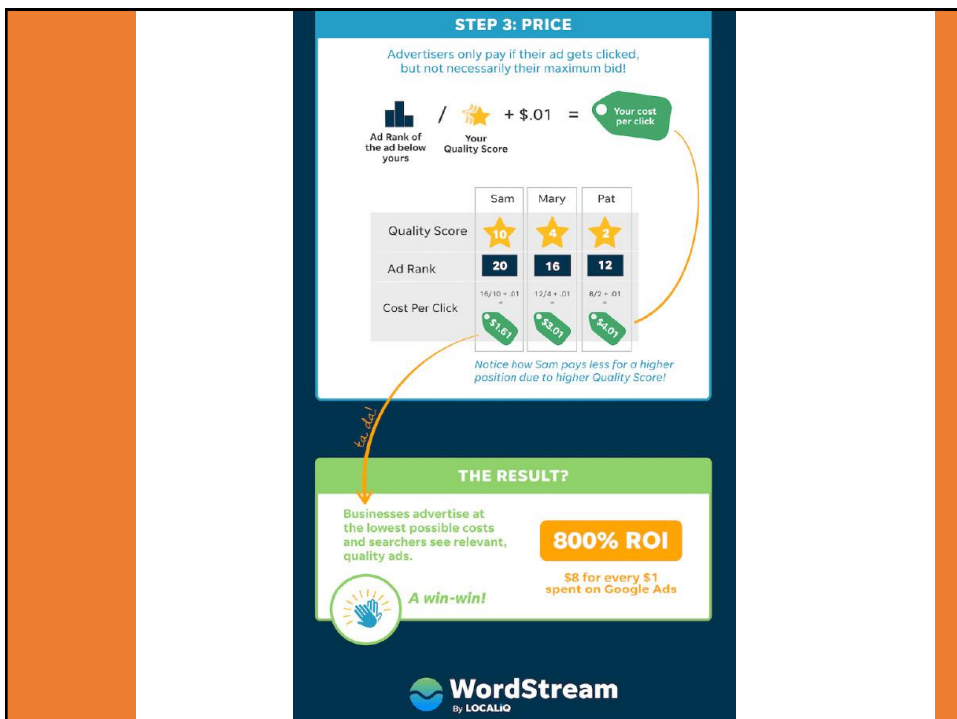 STEP 3: PRICE
Advertisers only pay if their ad gets clicked,
but not necessarily their maximum bid!
/ + $.01 =
Your cost
per click
Ad Rank of
the ad below
yours
Your
Quality Score
Sam Mary Pat
Quality Score 10 4 2
Ad Rank 20 16 12
16/10 + .01 12/4 + .01 8/2 + .01
= = =
Cost Per Click
$1.61 $3.01 $4.01
Notice how Sam pays less for a higher
position due to higher Quality Score!
ta da!
THE RESULT?
Businesses advertise at
the lowest possible costs
and searchers see relevant,
quality ads.
A win-win!
800% ROI
$8 for every $1
spent on Google Ads
WordStream
By LOCALiQ